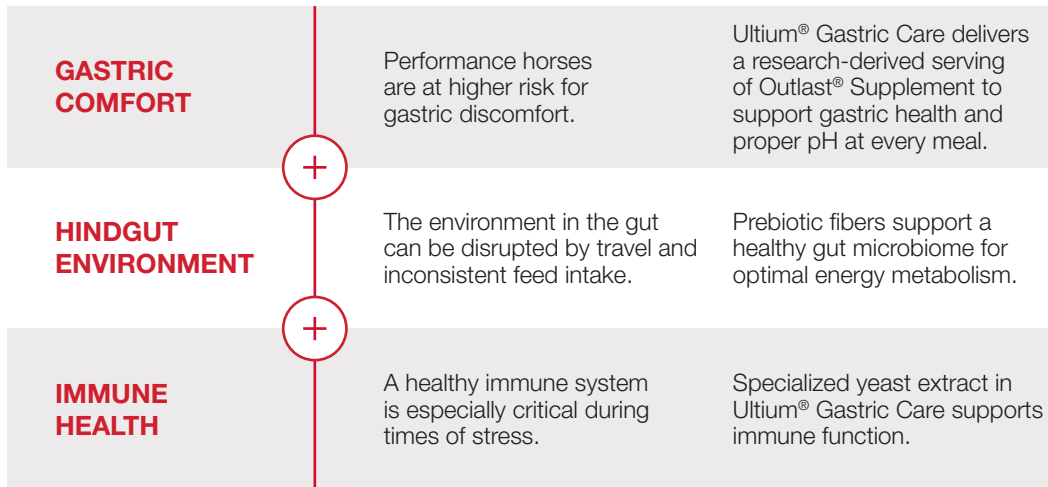 GASTRIC
COMFORT
Performance horses
are at higher risk for
gastric discomfort.
Ultium® Gastric Care delivers
a research-derived serving
of Outlast® Supplement to
support gastric health and
proper pH at every meal.
+
HINDGUT
ENVIRONMENT
The environment in the gut
can be disrupted by travel and
inconsistent feed intake.
Prebiotic fibers support a
healthy gut microbiome for
optimal energy metabolism.
+
IMMUNE
HEALTH
A healthy immune system
is especially critical during
times of stress.
Specialized yeast extract in
Ultium® Gastric Care supports
immune function.